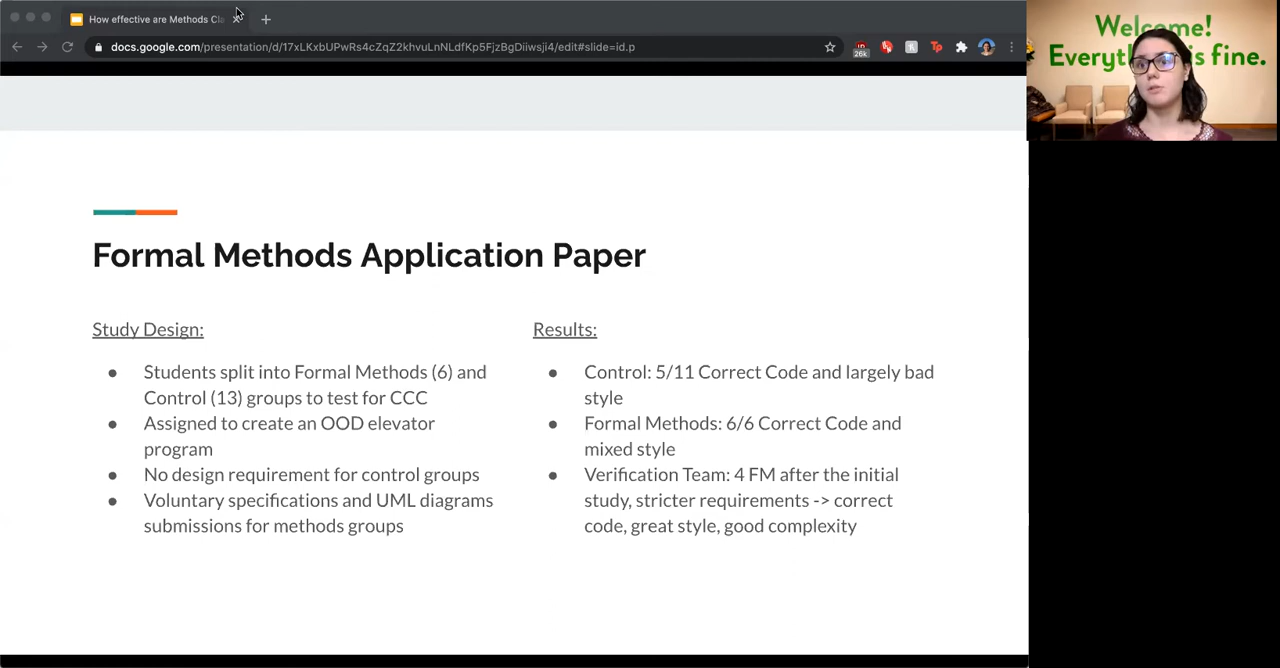 How effective are Methods Cla
docs.google.com/presentation/d/17xLKxbUPwRs4cZqZ2khvuLnNLdfKp5FjzBgDiiwsji4/edit#slide=id.p
26k
Tp
Welcome!
Everything is fine.
Formal Methods Application Paper
Study Design:
● Students split into Formal Methods (6) and
Control (13) groups to test for CCC
● Assigned to create an OOD elevator
program
● No design requirement for control groups
● Voluntary specifications and UML diagrams
submissions for methods groups
Results:
● Control: 5/11 Correct Code and largely bad
style
● Formal Methods: 6/6 Correct Code and
mixed style
● Verification Team: 4 FM after the initial
study, stricter requirements -> correct
code, great style, good complexity